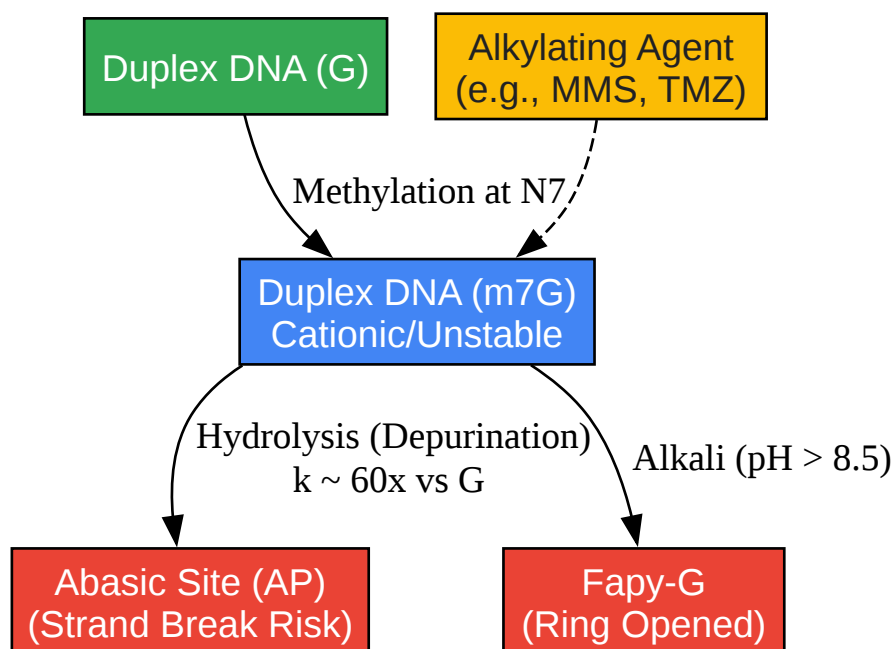 Duplex DNA (G)
Alkylating Agent
(e.g., MMS, TMZ)
Methylation at N7
Duplex DNA (m7G)
Cationic/Unstable
Hydrolysis (Depurination)
k ~ 60x vs G
Alkali (pH > 8.5)
Abasic Site (AP)
(Strand Break Risk)
Fapy-G
(Ring Opened)